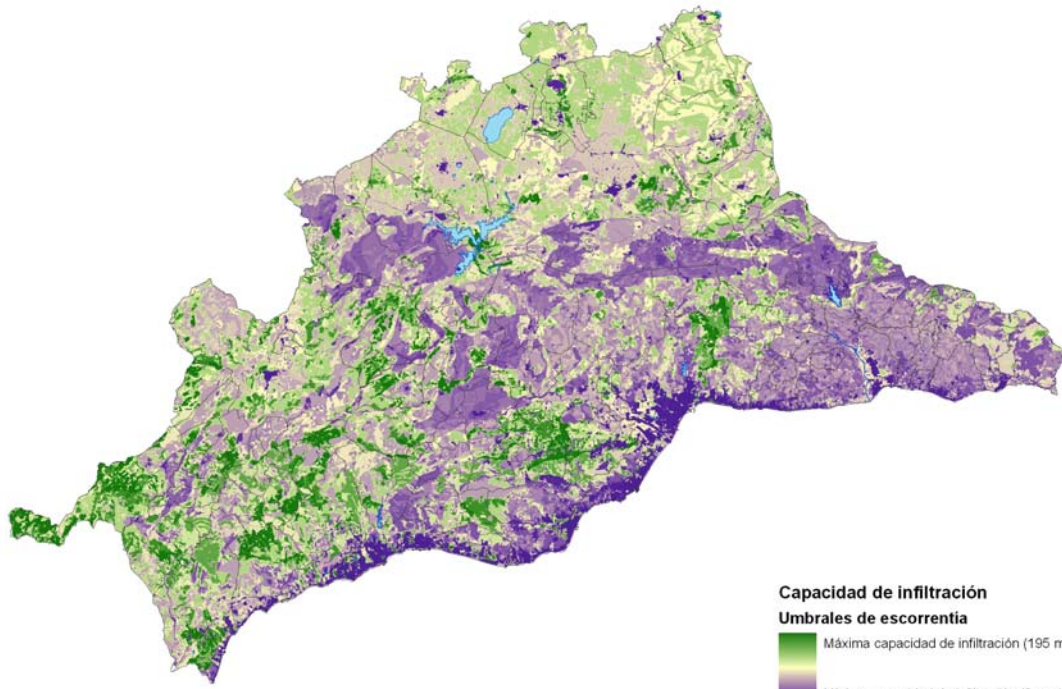 Capacidad de infiltración
Umbrales de escorrentía
Máxima capacidad de infiltración (195